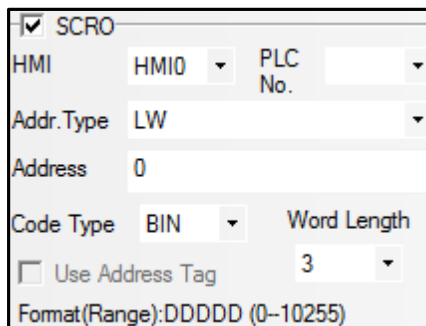 SCRO
HMI HMI0 PLC No.
Addr.Type LW
Address 0
Code Type BIN Word Length
Use Address Tag 3
Format(Range):DDDDD (0--10255)